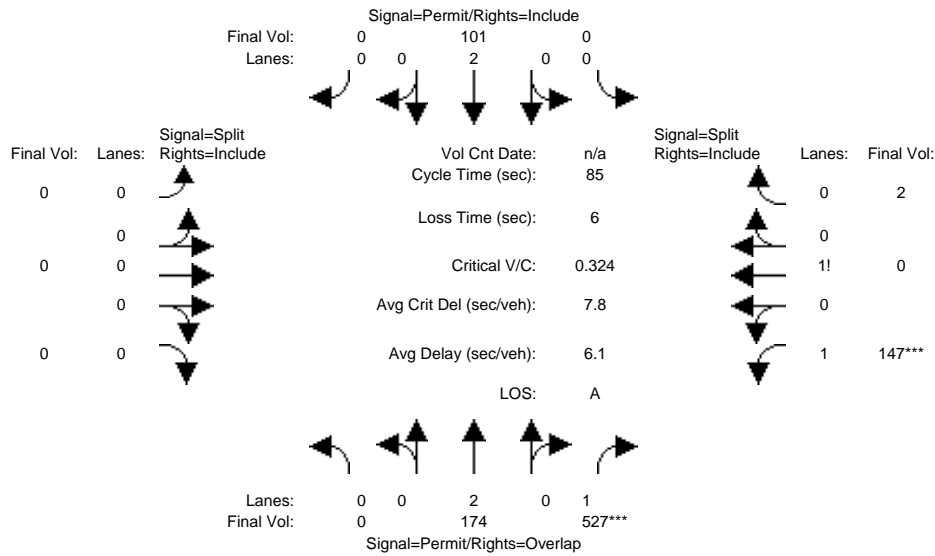 Signal=Permit/Rights=Include
Final Vol: 0 101 0
Lanes: 0 0 2 0 0
Signal=Split Signal=Split
Final Vol: Lanes: Rights=Include Vol Cnt Date: n/a Rights=Include Lanes: Final Vol:
Cycle Time (sec): 85
0 0 0 2
Loss Time (sec): 6
0 0
0 0 Critical V/C: 0.324 1! 0
0 Avg Crit Del (sec/veh): 7.8 0
0 0 Avg Delay (sec/veh): 6.1 1 147***
LOS: A
Lanes: 0 0 2 0 1
Final Vol: 0 174 527***
Signal=Permit/Rights=Overlap